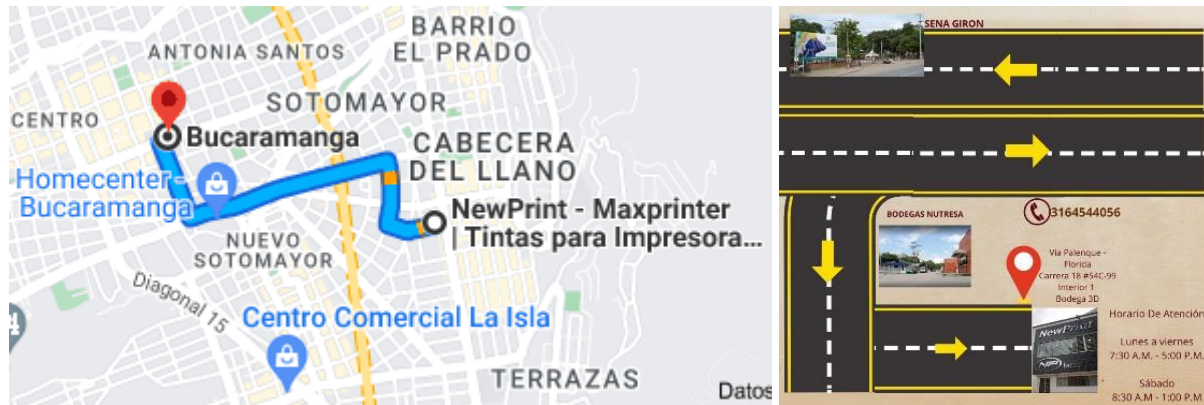 BARRIO
EL PRADO
ANTONIA SANTOS
SOTOMAYOR
CENTRO
Bucaramanga
CABECERA
DEL LLANO
Homecenter -
Bucaramanga
NewPrint - Maxprinter
| Tintas para Impresora...
NUEVO
SOTOMAYOR
Diagonal 15
Centro Comercial La Isla
TERRAZAS
Datos
SENA GIRON
BODEGAS NUTRESA
3164544056
Via Palenque -
Florida
Carrera 18 #54C-99
Interior 1
Bodega 3D
NewPrint
Horario De Atención
Lunes a viernes
7:30 A.M. - 5:00 P.M.
Sábado
8:30 A.M - 1:00 P.M